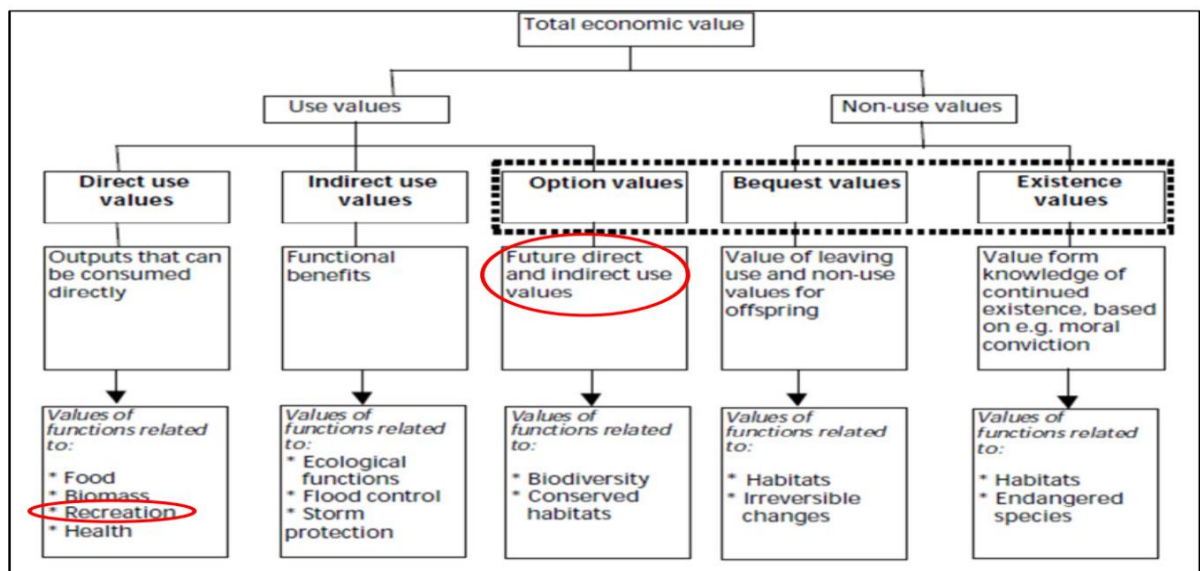 Total economic value
Use values
Non-use values
Direct use
values
Indirect use
values
Option values
Bequest values
Existence
values
Outputs that can
be consumed
directly
Functional
benefits
Future direct
and indirect use
values
Value of leaving
use and non-use
values for
offspring
Value form
knowledge of
continued
existence, based
on e.g. moral
conviction
Values of
functions related
to:
* Food
* Biomass
* Recreation
* Health
Values of
functions related
to:
* Ecological
functions
* Flood control
* Storm
protection
Values of
functions related
to:
* Biodiversity
* Conserved
habitats
Values of
functions related
to:
* Habitats
* Irreversible
changes
Values of
functions related
to:
* Habitats
* Endangered
species